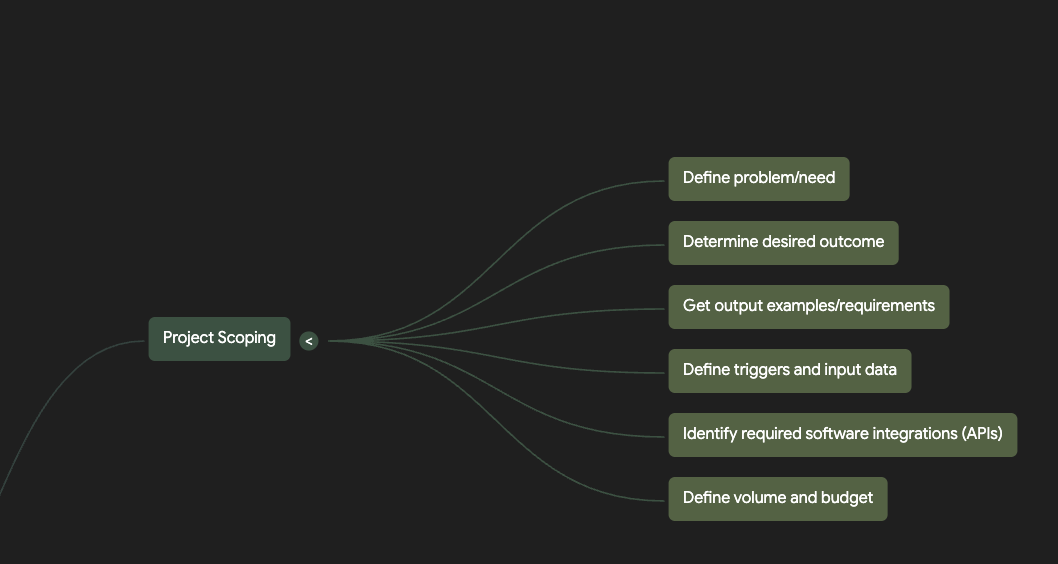 Define problem/need
Determine desired outcome
Get output examples/requirements
Project Scoping <
Define triggers and input data
Identify required software integrations (APIs)
Define volume and budget